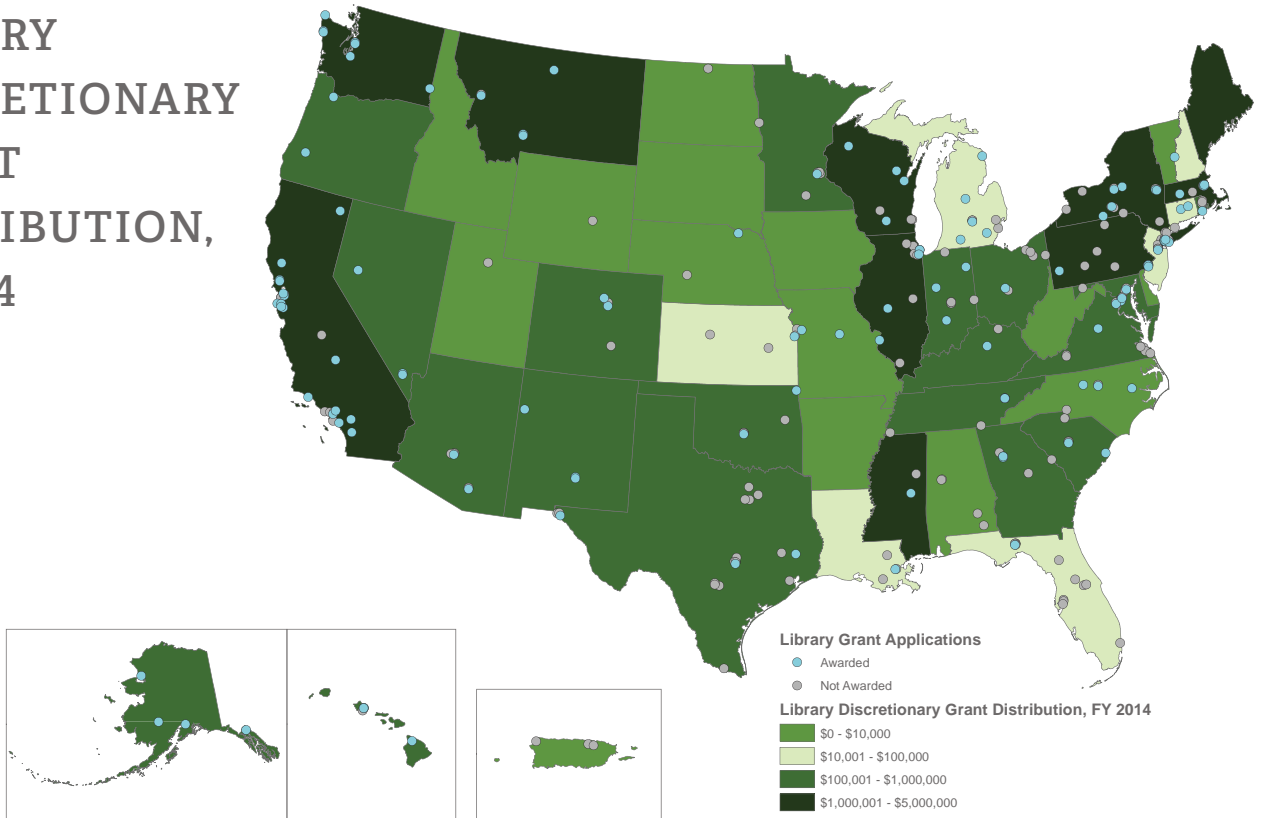 RY
ETIONARY
T
IBUTION,
4
Library Grant Applications
Awarded
Not Awarded
Library Discretionary Grant Distribution, FY 2014
$0 - $10,000
$10,001 - $100,000
$100,001 - $1,000,000
$1,000,001 - $5,000,000